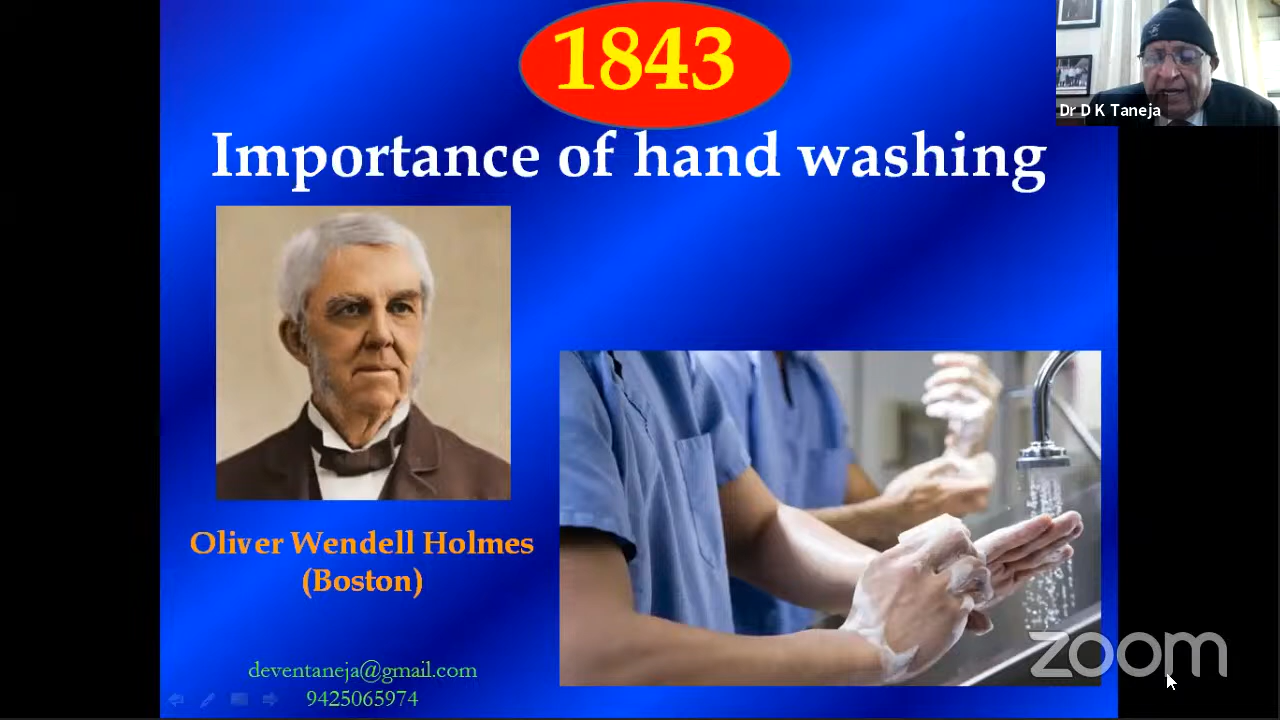 1843
Dr D K Taneja
Importance of hand washing
Oliver Wendell Holmes
(Boston)
deventaneja@gmail.com
9425065974
zoom